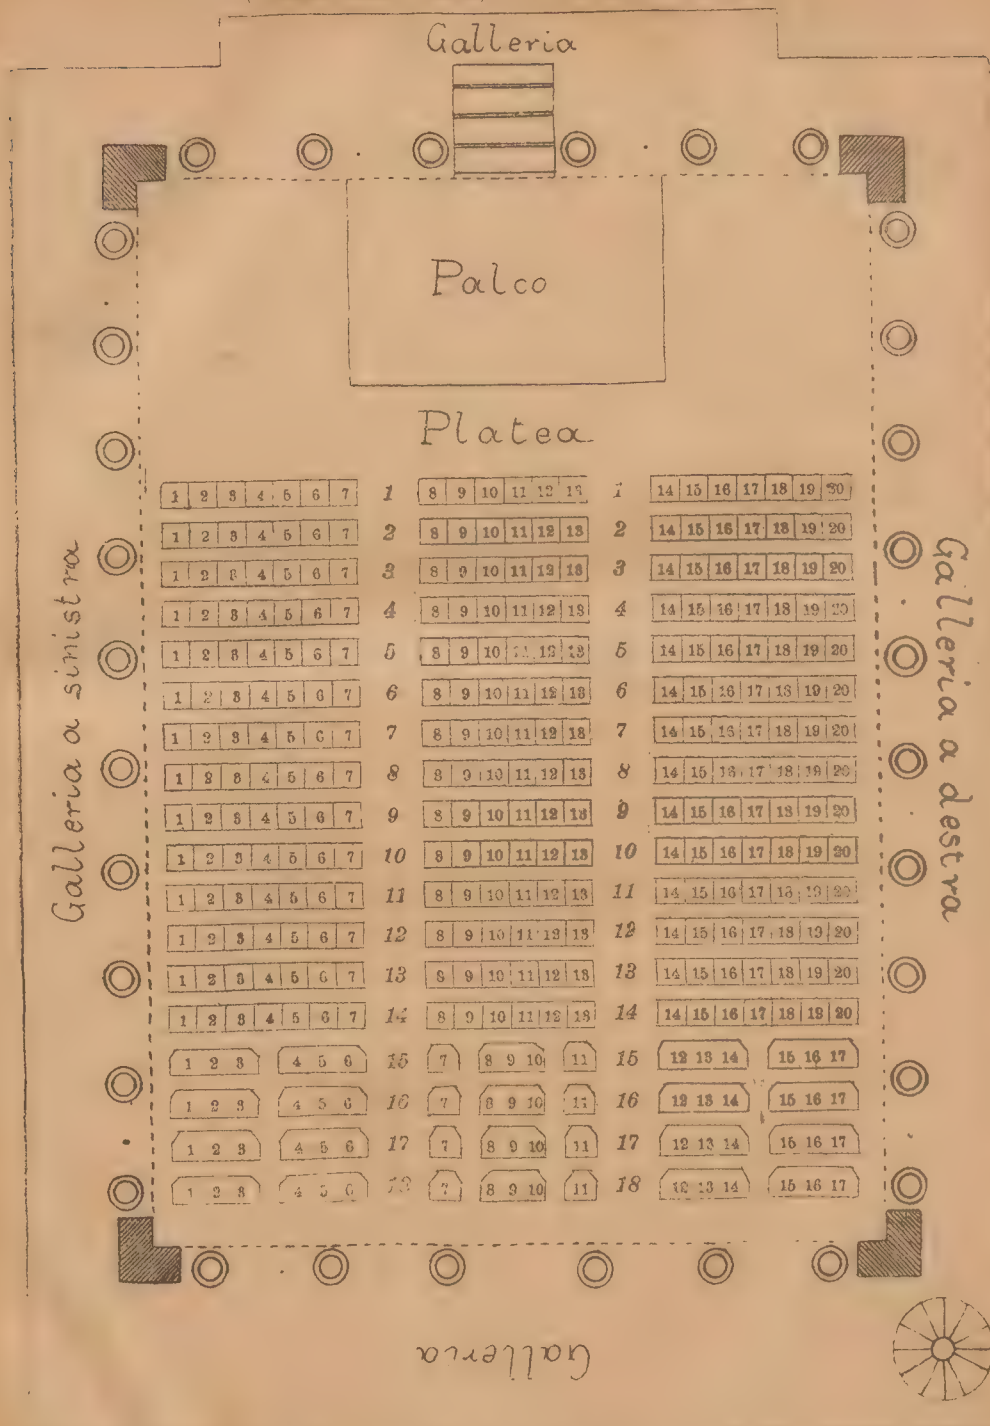 Galleria
Palco
Platea
Galleria a sinistra
Galleria a destra
1 2 3 4 5 6 7 1 8 9 10 11 12 13 1 14 15 16 17 18 19 20
1 2 3 4 5 6 7 2 8 9 10 11 12 13 2 14 15 16 17 18 19 20
1 2 3 4 5 6 7 3 8 9 10 11 12 13 3 14 15 16 17 18 19 20
1 2 3 4 5 6 7 4 8 9 10 11 12 13 4 14 15 16 17 18 19 20
1 2 3 4 5 6 7 5 8 9 10 11 12 13 5 14 15 16 17 18 19 20
1 2 3 4 5 6 7 6 8 9 10 11 12 13 6 14 15 16 17 18 19 20
1 2 3 4 5 6 7 7 8 9 10 11 12 13 7 14 15 16 17 18 19 20
1 2 3 4 5 6 7 8 8 9 10 11 12 13 8 14 15 16 17 18 19 20
1 2 3 4 5 6 7 9 8 9 10 11 12 13 9 14 15 16 17 18 19 20
1 2 3 4 5 6 7 10 8 9 10 11 12 13 10 14 15 16 17 18 19 20
1 2 3 4 5 6 7 11 8 9 10 11 12 13 11 14 15 16 17 18 19 20
1 2 3 4 5 6 7 12 8 9 10 11 12 13 12 14 15 16 17 18 19 20
1 2 3 4 5 6 7 13 8 9 10 11 12 13 13 14 15 16 17 18 19 20
1 2 3 4 5 6 7 14 8 9 10 11 12 13 14 14 15 16 17 18 19 20
1 2 3 4 5 6 15 7 8 9 10 11 15 12 13 14 15 16 17
1 2 3 4 5 6 16 7 8 9 10 11 16 12 13 14 15 16 17
1 2 3 4 5 6 17 7 8 9 10 11 17 12 13 14 15 16 17
1 2 3 4 5 6 18 7 8 9 10 11 18 12 13 14 15 16 17
Galleria